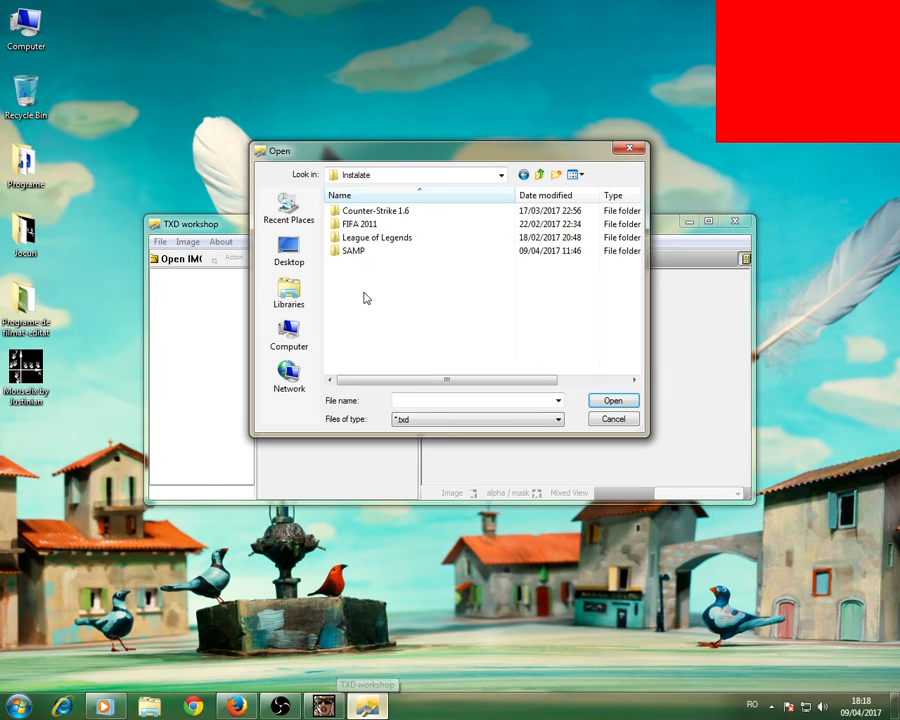 Computer
Recycle Bin
Programe
Jocuri
Programe de
filmat-editat
Mousefix by
Justinian
TXD workshop
File Image About
Open IMG
Action
Open
Look in: Instalate
Name Date modified Type
Counter-Strike 1.6 17/03/2017 22:56 File folder
FIFA 2011 22/02/2017 22:34 File folder
League of Legends 18/02/2017 20:48 File folder
SAMP 09/04/2017 11:46 File folder
Recent Places
Desktop
Libraries
Computer
Network
File name: Open
Files of type: *.txd Cancel
Image alpha / mask Mixed View
TXD workshop
RO 18:18
09/04/2017